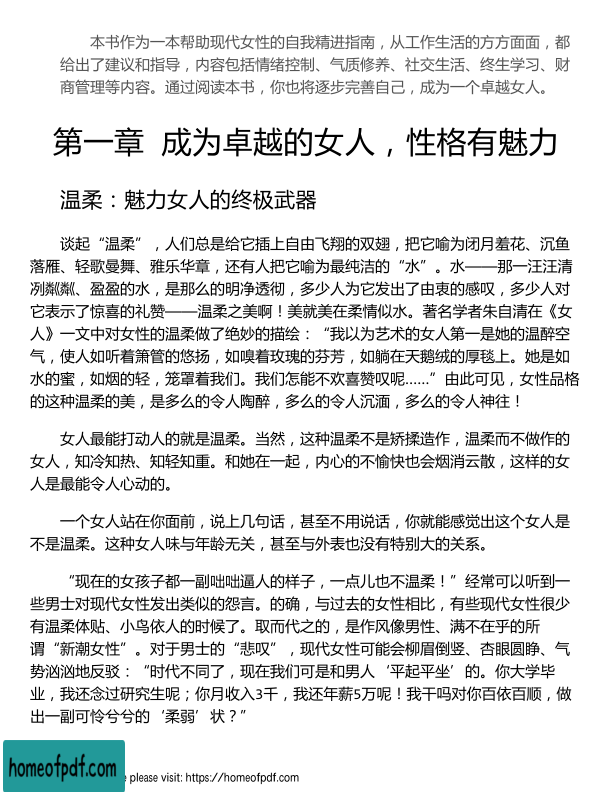 本书作为一本帮助现代女性的自我精进指南，从工作生活的方方面面，都
给出了建议和指导，内容包括情绪控制、气质修养、社交生活、终生学习、财
商管理等内容。通过阅读本书，你也将逐步完善自己，成为一个卓越女人。
第一章 成为卓越的女人，性格有魅力
温柔：魅力女人的终极武器
谈起“温柔”，人们总是给它插上自由飞翔的双翅，把它喻为闭月羞花、沉鱼
落雁、轻歌曼舞、雅乐华章，还有人把它喻为最纯洁的“水”。水——那一汪汪清
冽粼粼、盈盈的水，是那么的明净透彻，多少人为它发出了由衷的感叹，多少人对
它表示了惊喜的礼赞——温柔之美啊！美就美在柔情似水。著名学者朱自清在《女
人》一文中对女性的温柔做了绝妙的描绘：“我以为艺术的女人第一是她的温醉空
气，使人如听着箫管的悠扬，如嗅着玫瑰的芬芳，如躺在天鹅绒的厚毯上。她是如
水的蜜，如烟的轻，笼罩着我们。我们怎能不欢喜赞叹呢……”由此可见，女性品格
的这种温柔的美，是多么的令人陶醉，多么的令人沉湎，多么的令人神往！
女人最能打动人的就是温柔。当然，这种温柔不是矫揉造作，温柔而不做作的
女人，知冷知热、知轻知重。和她在一起，内心的不愉快也会烟消云散，这样的女
人是最能令人心动的。
一个女人站在你面前，说上几句话，甚至不用说话，你就能感觉出这个女人是
不是温柔。这种女人味与年龄无关，甚至与外表也没有特别大的关系。
“现在的女孩子都一副咄咄逼人的样子，一点儿也不温柔！”经常可以听到一
些男士对现代女性发出类似的怨言。的确，与过去的女性相比，有些现代女性很少
有温柔体贴、小鸟依人的时候了。取而代之的，是作风像男性、满不在乎的所
谓“新潮女性”。对于男士的“悲叹”，现代女性可能会柳眉倒竖、杏眼圆睁、气
势汹汹地反驳：“时代不同了，现在我们可是和男人‘平起平坐’的。你大学毕
业，我还念过研究生呢；你月收入3千，我还年薪5万呢！我干吗对你百依百顺，做
出一副可怜兮兮的‘柔弱’状？”
homeofpdf.com
e please visit: https://homeofpdf.com